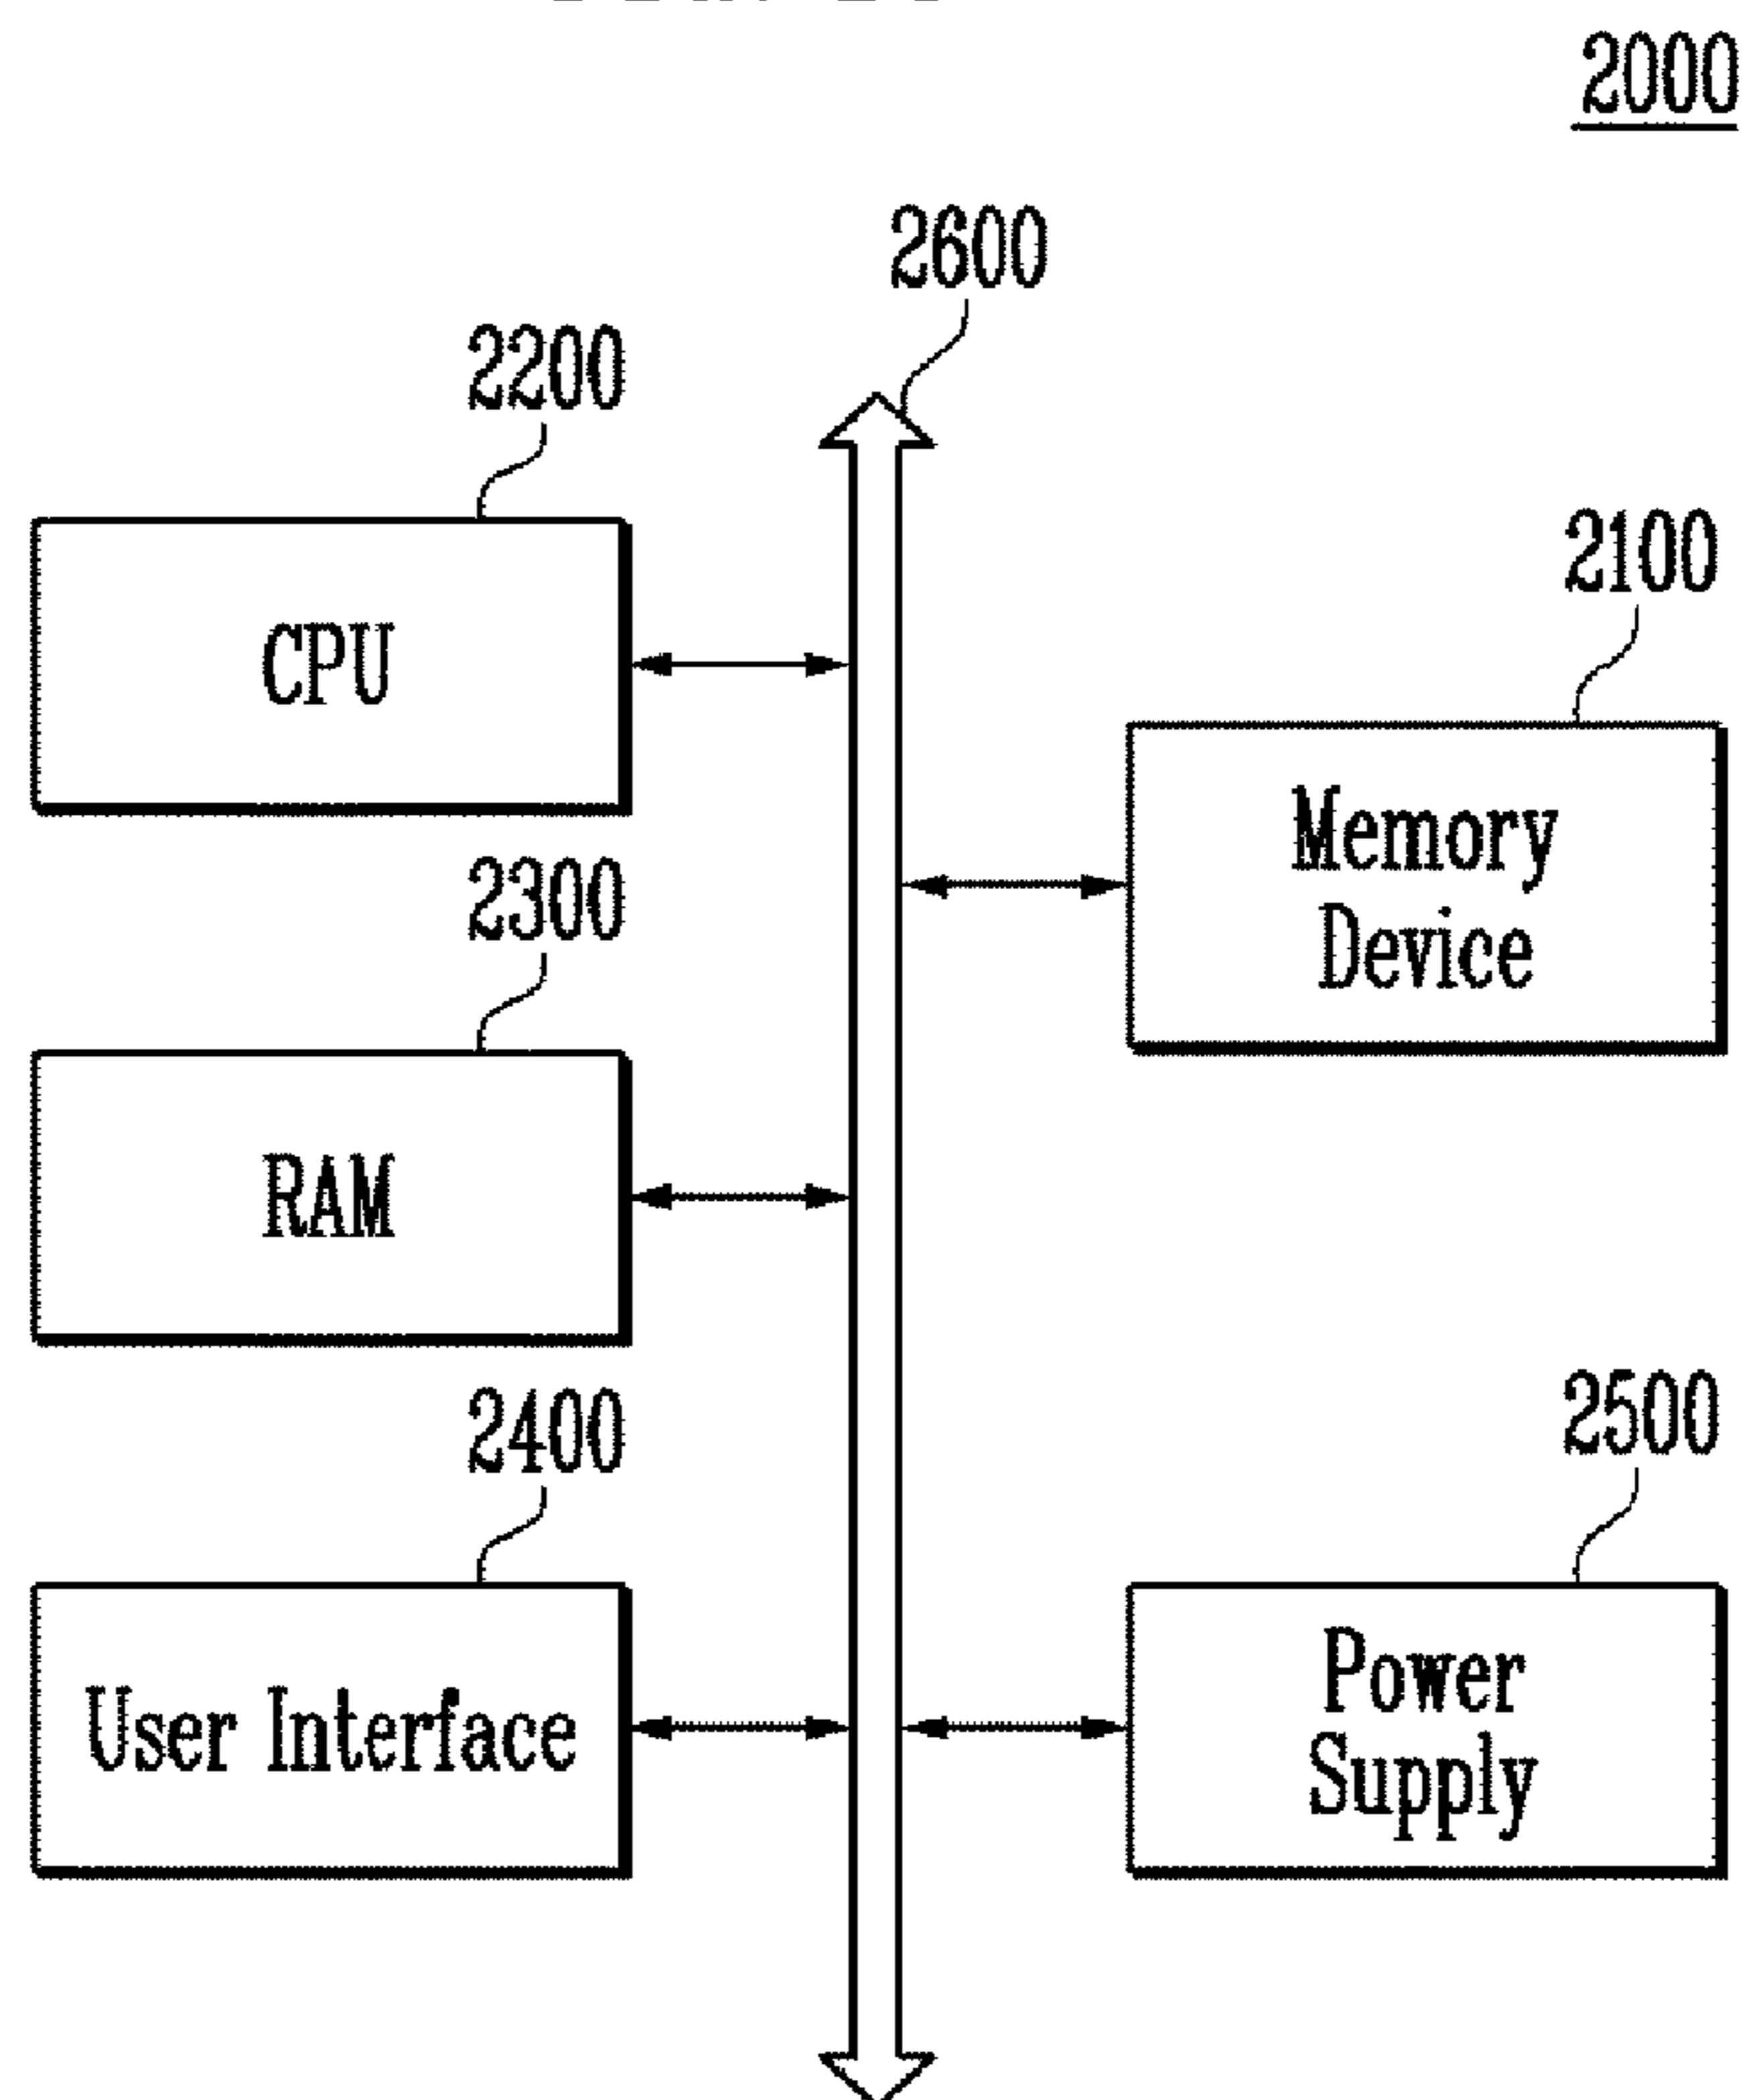 2000
2600
2200
CPU
2100
Memory
Device
2300
RAM
2400
User Interface
2500
Power
Supply